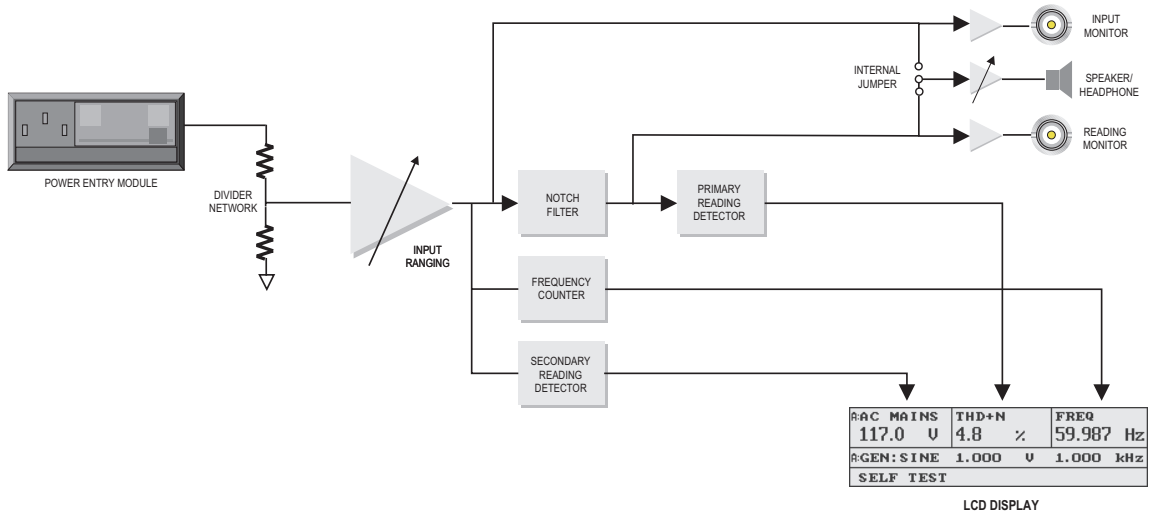 INPUT
MONITOR
INTERNAL
JUMPER
SPEAKER/
HEADPHONE
READING
MONITOR
POWER ENTRY MODULE
DIVIDER
NETWORK
INPUT
RANGING
NOTCH
FILTER
PRIMARY
READING
DETECTOR
FREQUENCY
COUNTER
SECONDARY
READING
DETECTOR
A:AC MAINS THD+N FREQ
117.0 V 4.8 % 59.987 Hz
A:GEN:SINE 1.000 V 1.000 kHz
SELF TEST
LCD DISPLAY